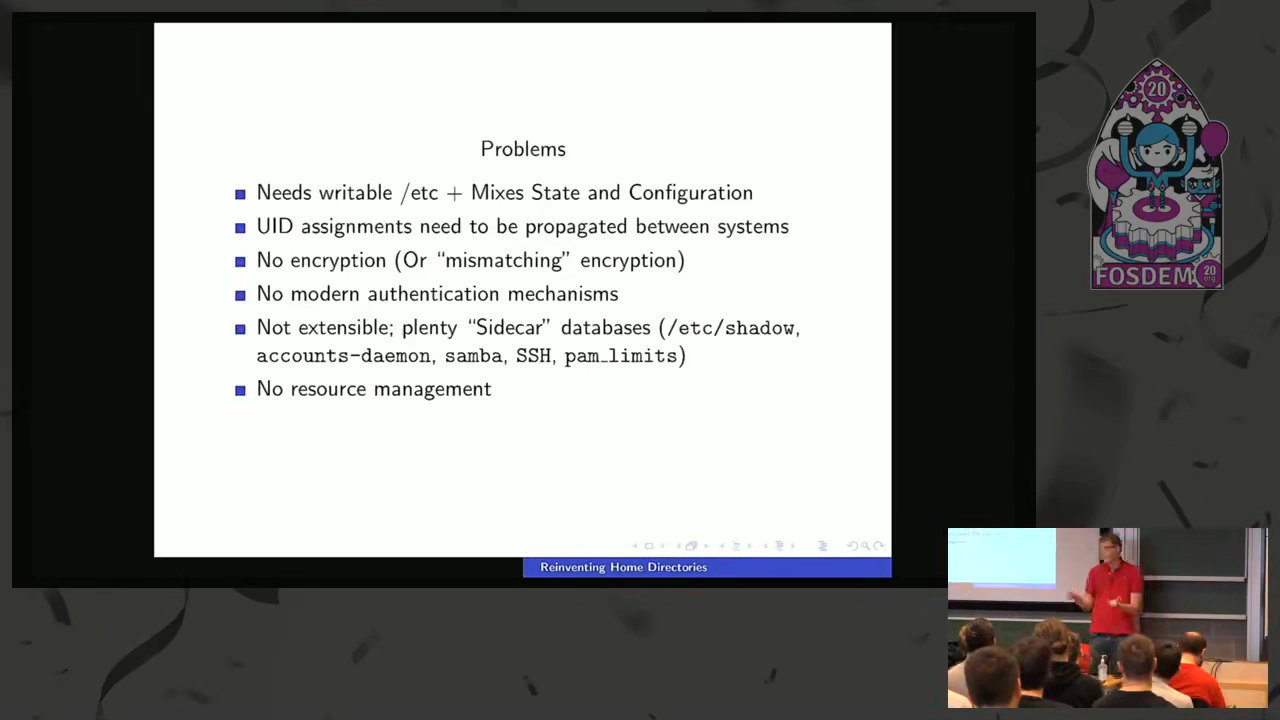 Problems
Needs writable /etc + Mixes State and Configuration
UID assignments need to be propagated between systems
No encryption (Or “mismatching” encryption)
No modern authentication mechanisms
Not extensible; plenty “Sidecar” databases (/etc/shadow,
accounts-daemon, samba, SSH, pam_limits)
No resource management
Reinventing Home Directories
20
FOSDEM 20
.org